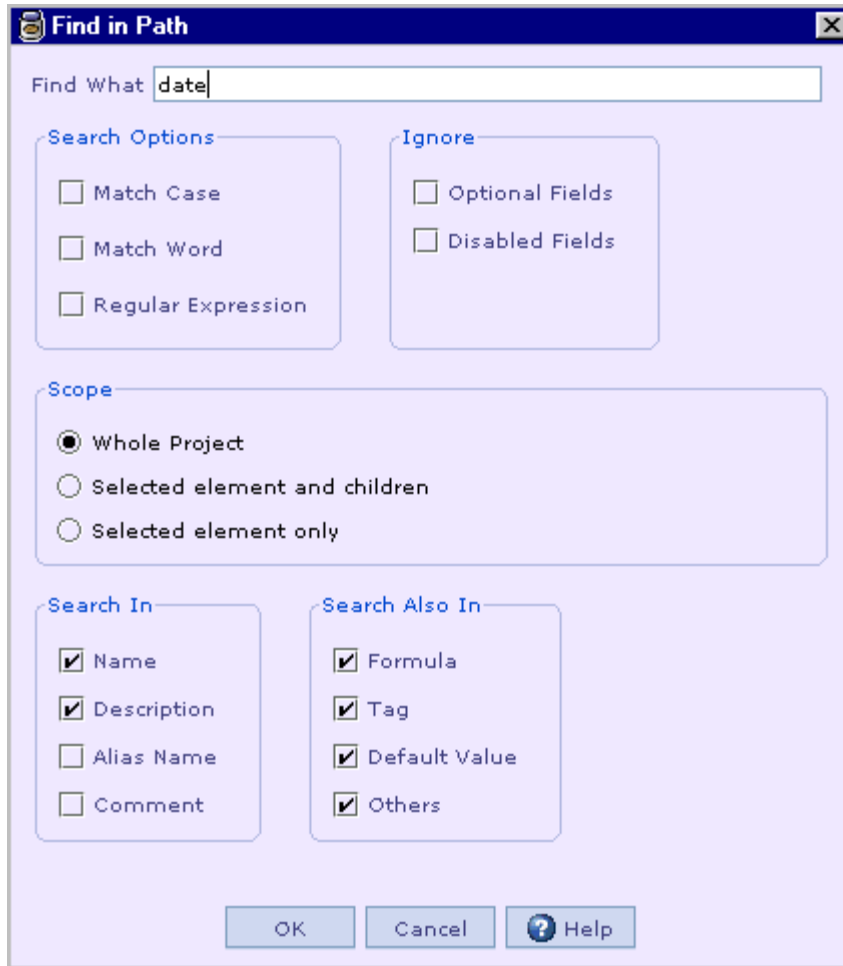 Find in Path
Find What date
Search Options
Match Case
Match Word
Regular Expression
Ignore
Optional Fields
Disabled Fields
Scope
Whole Project
Selected element and children
Selected element only
Search In
Name
Description
Alias Name
Comment
Search Also In
Formula
Tag
Default Value
Others
OK Cancel Help